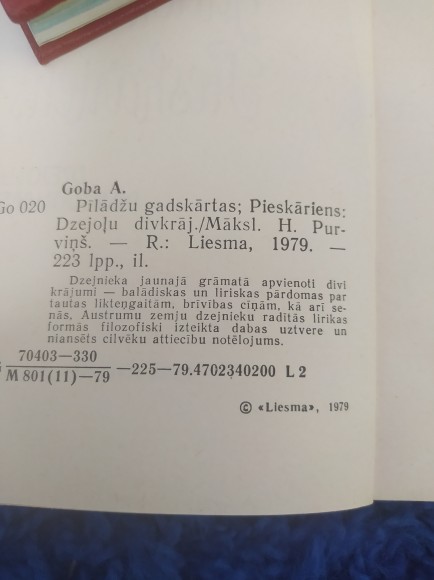 Goba A.
Go 020 Pīlādžu gadskārtas; Pieskāriens:
Dzejoļu divkrāj./Māksl. H. Pur-
viņš. — R.: Liesma, 1979. —
223 lpp., il.
Dzejnieka jaunajā grāmatā apvienoti divi
krājumi — balādiskas un liriskas pārdomas par
tautas likteņgaitām, brīvības cīņām, kā arī se-
nās, Austrumu zemju dzejnieku radītās lirikas
formās filozofiski izteikta dabas uztvere un
niansēts cilvēku attiecību notēlojums.
70403—330
M 801(11)—79 —225—79.4702340200 L 2
© «Liesma», 1979